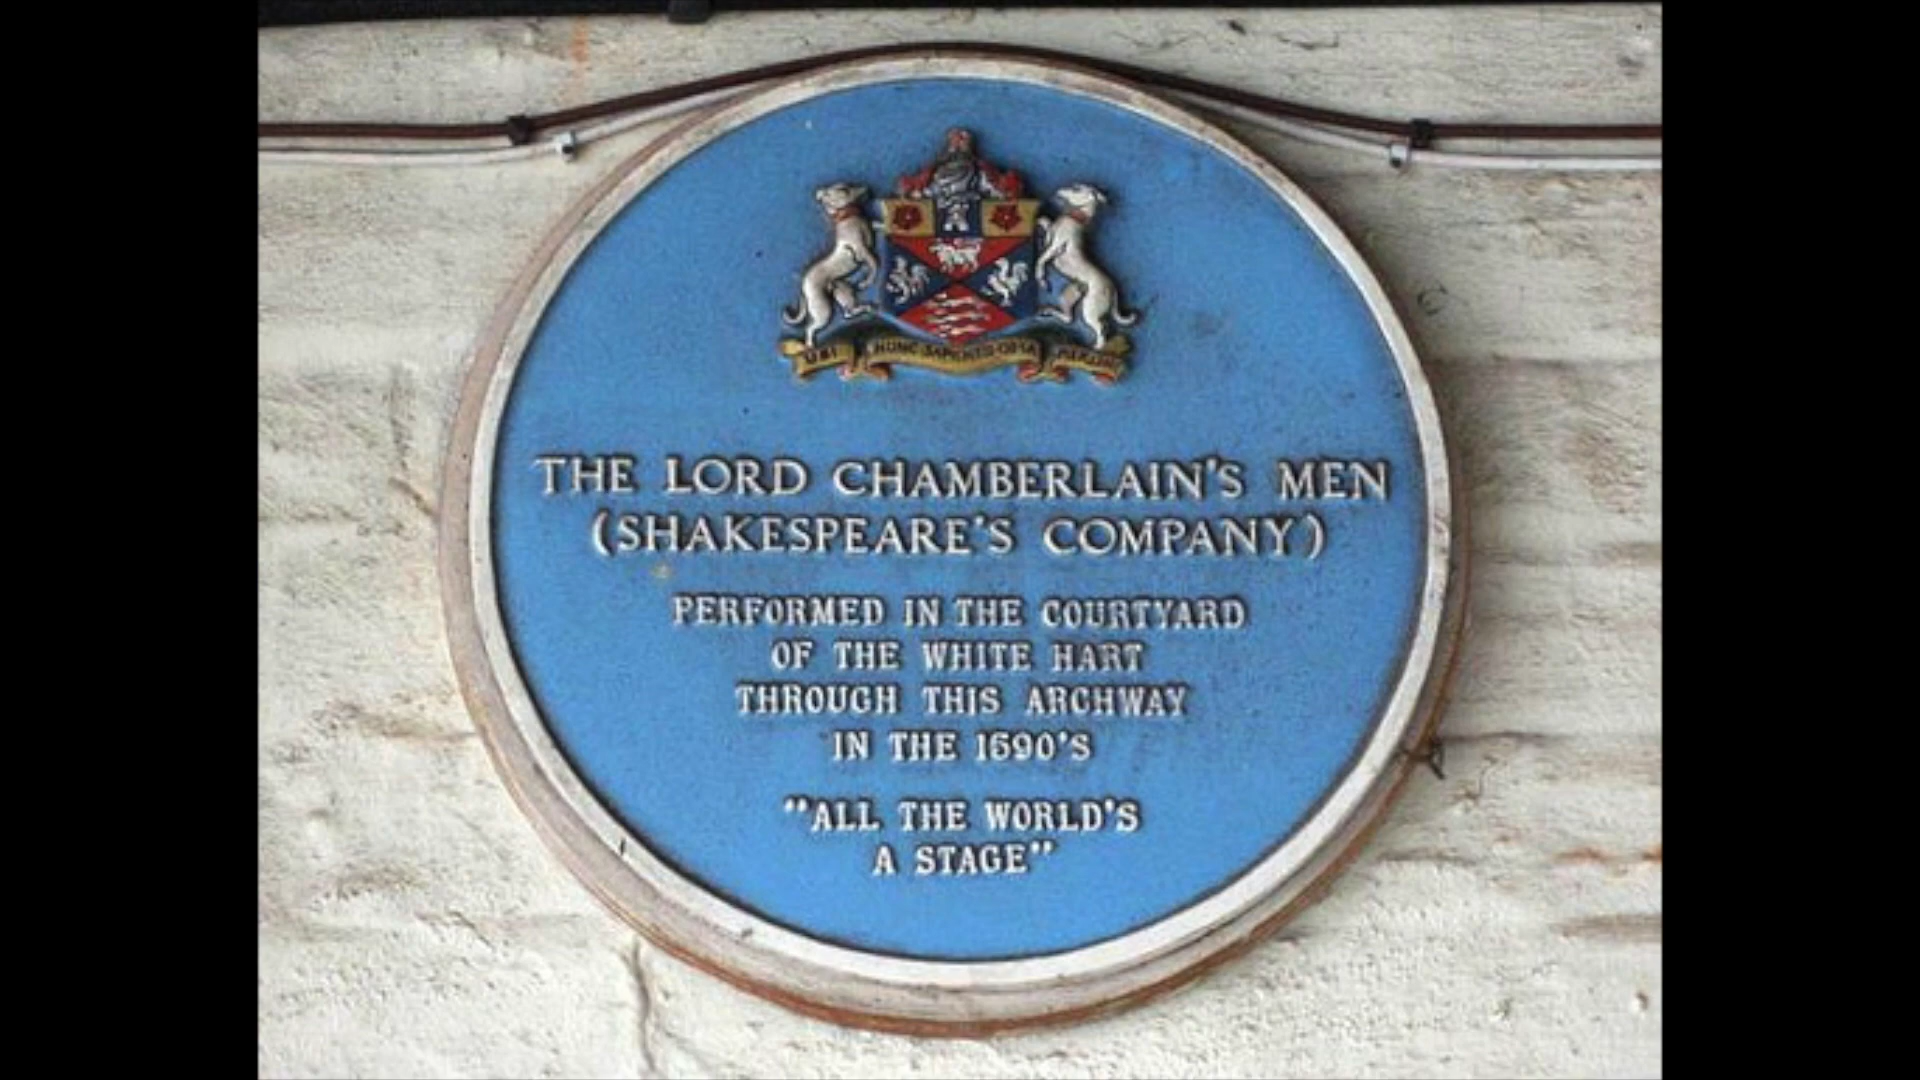 THE LORD CHAMBERLAIN'S MEN
(SHAKESPEARE'S COMPANY)
PERFORMED IN THE COURTYARD
OF THE WHITE HART
THROUGH THIS ARCHWAY
IN THE 1590'S
"ALL THE WORLD'S
A STAGE"